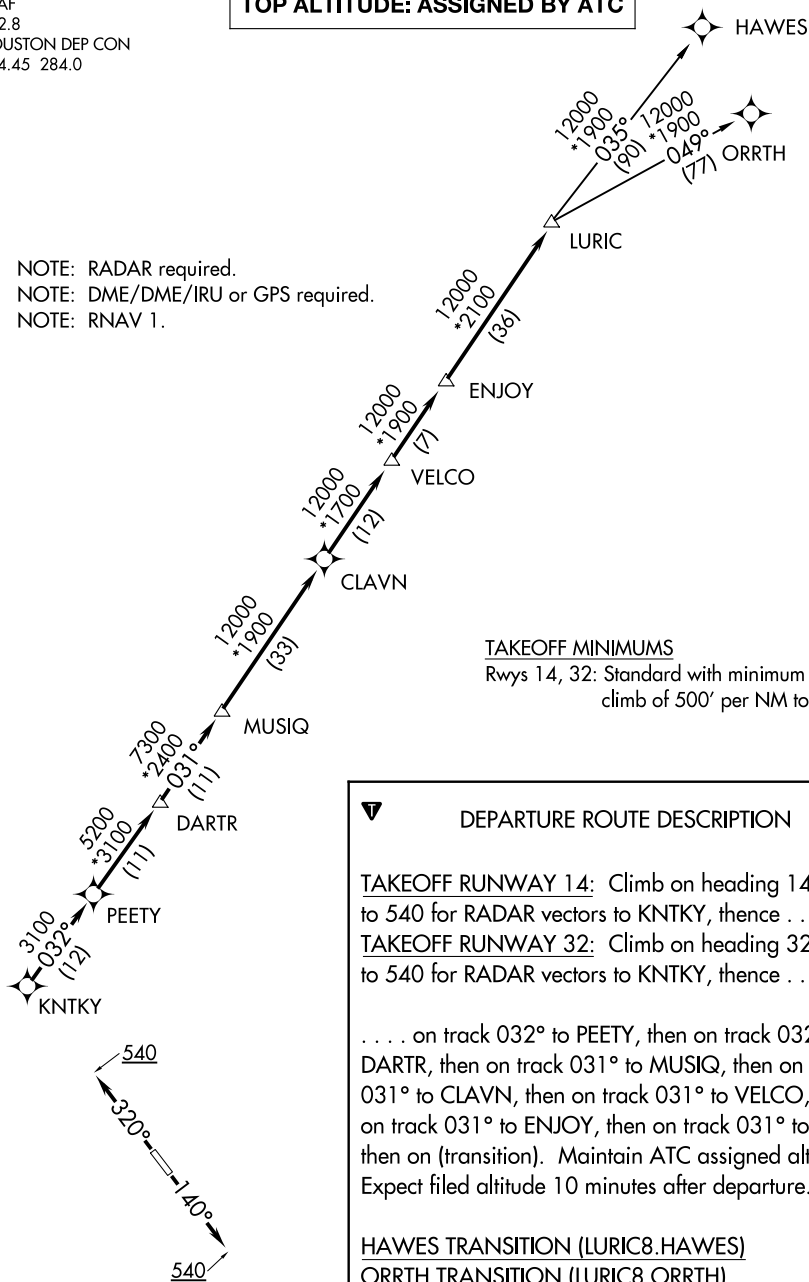 2.8
OUSTON DEP CON
4.45 284.0
TOP ALTITUDE: ASSIGNED BY ATC
HAWES
12000
*1900
035°
(90)
12000
*1900
049°
(77)
ORRTH
LURIC
NOTE: RADAR required.
NOTE: DME/DME/IRU or GPS required.
NOTE: RNAV 1.
12000
*2100
(36)
ENJOY
12000
*1900
(7)
VELCO
12000
*1700
(12)
CLAVN
12000
*1900
(33)
TAKEOFF MINIMUMS
Rwys 14, 32: Standard with minimum
climb of 500' per NM to
MUSIQ
7300
*2400
031°
(11)
DARTR
5200
*3100
(11)
PEETY
3100
032°
(12)
KNTKY
540
320°
140°
540
DEPARTURE ROUTE DESCRIPTION
TAKEOFF RUNWAY 14: Climb on heading 14
to 540 for RADAR vectors to KNTKY, thence . .
TAKEOFF RUNWAY 32: Climb on heading 32
to 540 for RADAR vectors to KNTKY, thence . .
. . . . on track 032° to PEETY, then on track 032
DARTR, then on track 031° to MUSIQ, then on
031° to CLAVN, then on track 031° to VELCO,
on track 031° to ENJOY, then on track 031° to
then on (transition). Maintain ATC assigned alt
Expect filed altitude 10 minutes after departure.
HAWES TRANSITION (LURIC8.HAWES)
ORRTH TRANSITION (LURIC8.ORRTH)